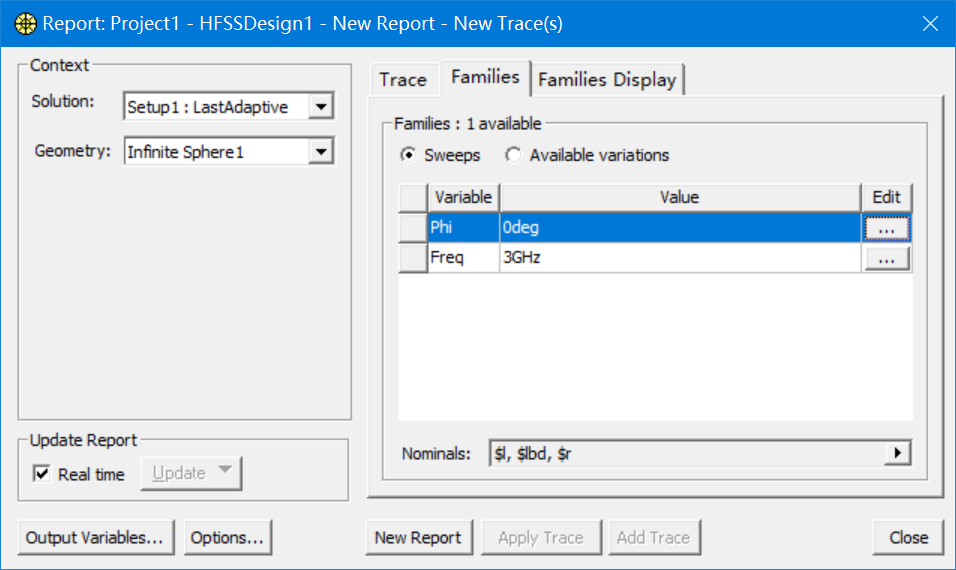 Report: Project1 - HFSSDesign1 - New Report - New Trace(s)
Context
Solution: Setup1 : LastAdaptive
Geometry: Infinite Sphere1
Update Report
Real time Update
Output Variables... Options...
Trace Families Families Display
Families : 1 available
Sweeps Available variations
Variable Value Edit
Phi 0deg ...
Freq 3GHz ...
Nominals: $l, $lbd, $r
New Report Apply Trace Add Trace Close